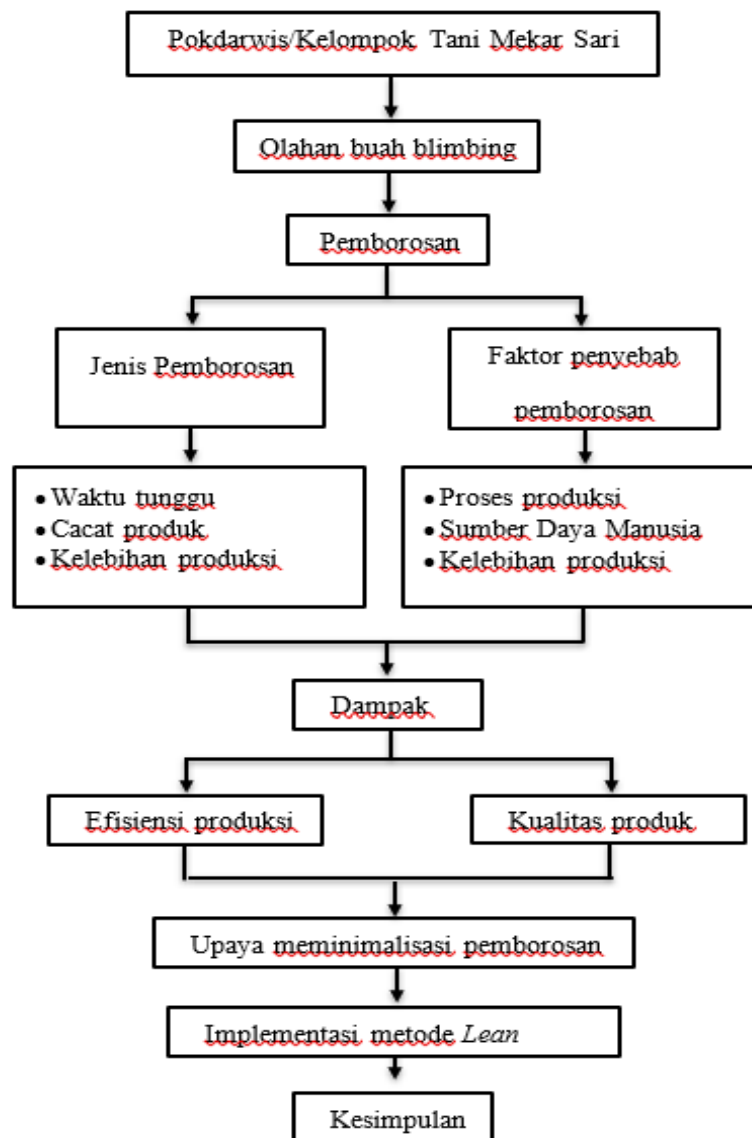 Pokdarwis/Kelompok Tani Mekar Sari
Olahan buah blimbing
Pemborosan
Jenis Pemborosan
Faktor penyebab
pemborosan
• Waktu tunggu
• Cacat produk
• Kelebihan produksi
• Proses produksi
• Sumber Daya Manusia
• Kelebihan produksi
Dampak
Efisiensi produksi
Kualitas produk
Upaya meminimalisasi pemborosan
Implementasi metode Lean
Kesimpulan